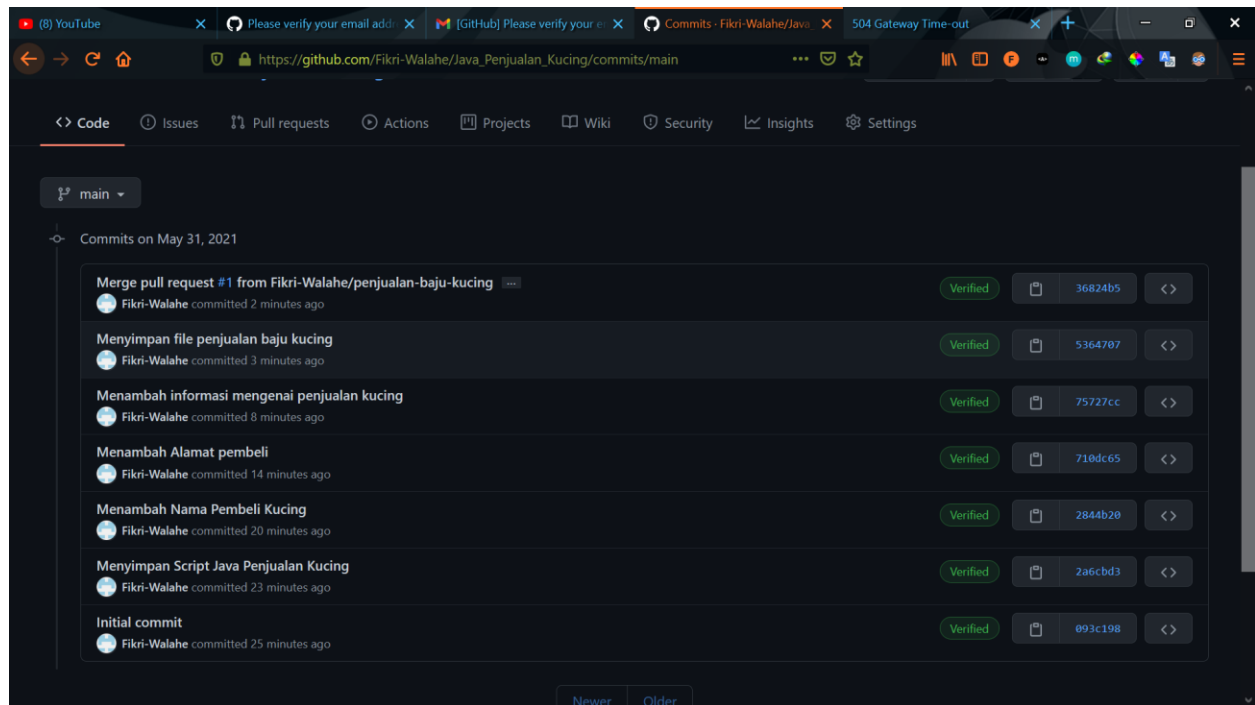 (8) YouTube
Please verify your email addr
[GitHub] Please verify your e
Commits · Fikri-Walahe/Java_
504 Gateway Time-out
https://github.com/Fikri-Walahe/Java_Penjualan_Kucing/commits/main
Code
Issues
Pull requests
Actions
Projects
Wiki
Security
Insights
Settings
main
Commits on May 31, 2021
Merge pull request #1 from Fikri-Walahe/penjualan-baju-kucing …
Fikri-Walahe committed 2 minutes ago
Verified
36824b5
Menyimpan file penjualan baju kucing
Fikri-Walahe committed 3 minutes ago
Verified
5364707
Menambah informasi mengenai penjualan kucing
Fikri-Walahe committed 8 minutes ago
Verified
75727cc
Menambah Alamat pembeli
Fikri-Walahe committed 14 minutes ago
Verified
710dc65
Menambah Nama Pembeli Kucing
Fikri-Walahe committed 20 minutes ago
Verified
2844b20
Menyimpan Script Java Penjualan Kucing
Fikri-Walahe committed 23 minutes ago
Verified
2a6cbd3
Initial commit
Fikri-Walahe committed 25 minutes ago
Verified
093c198
Newer
Older